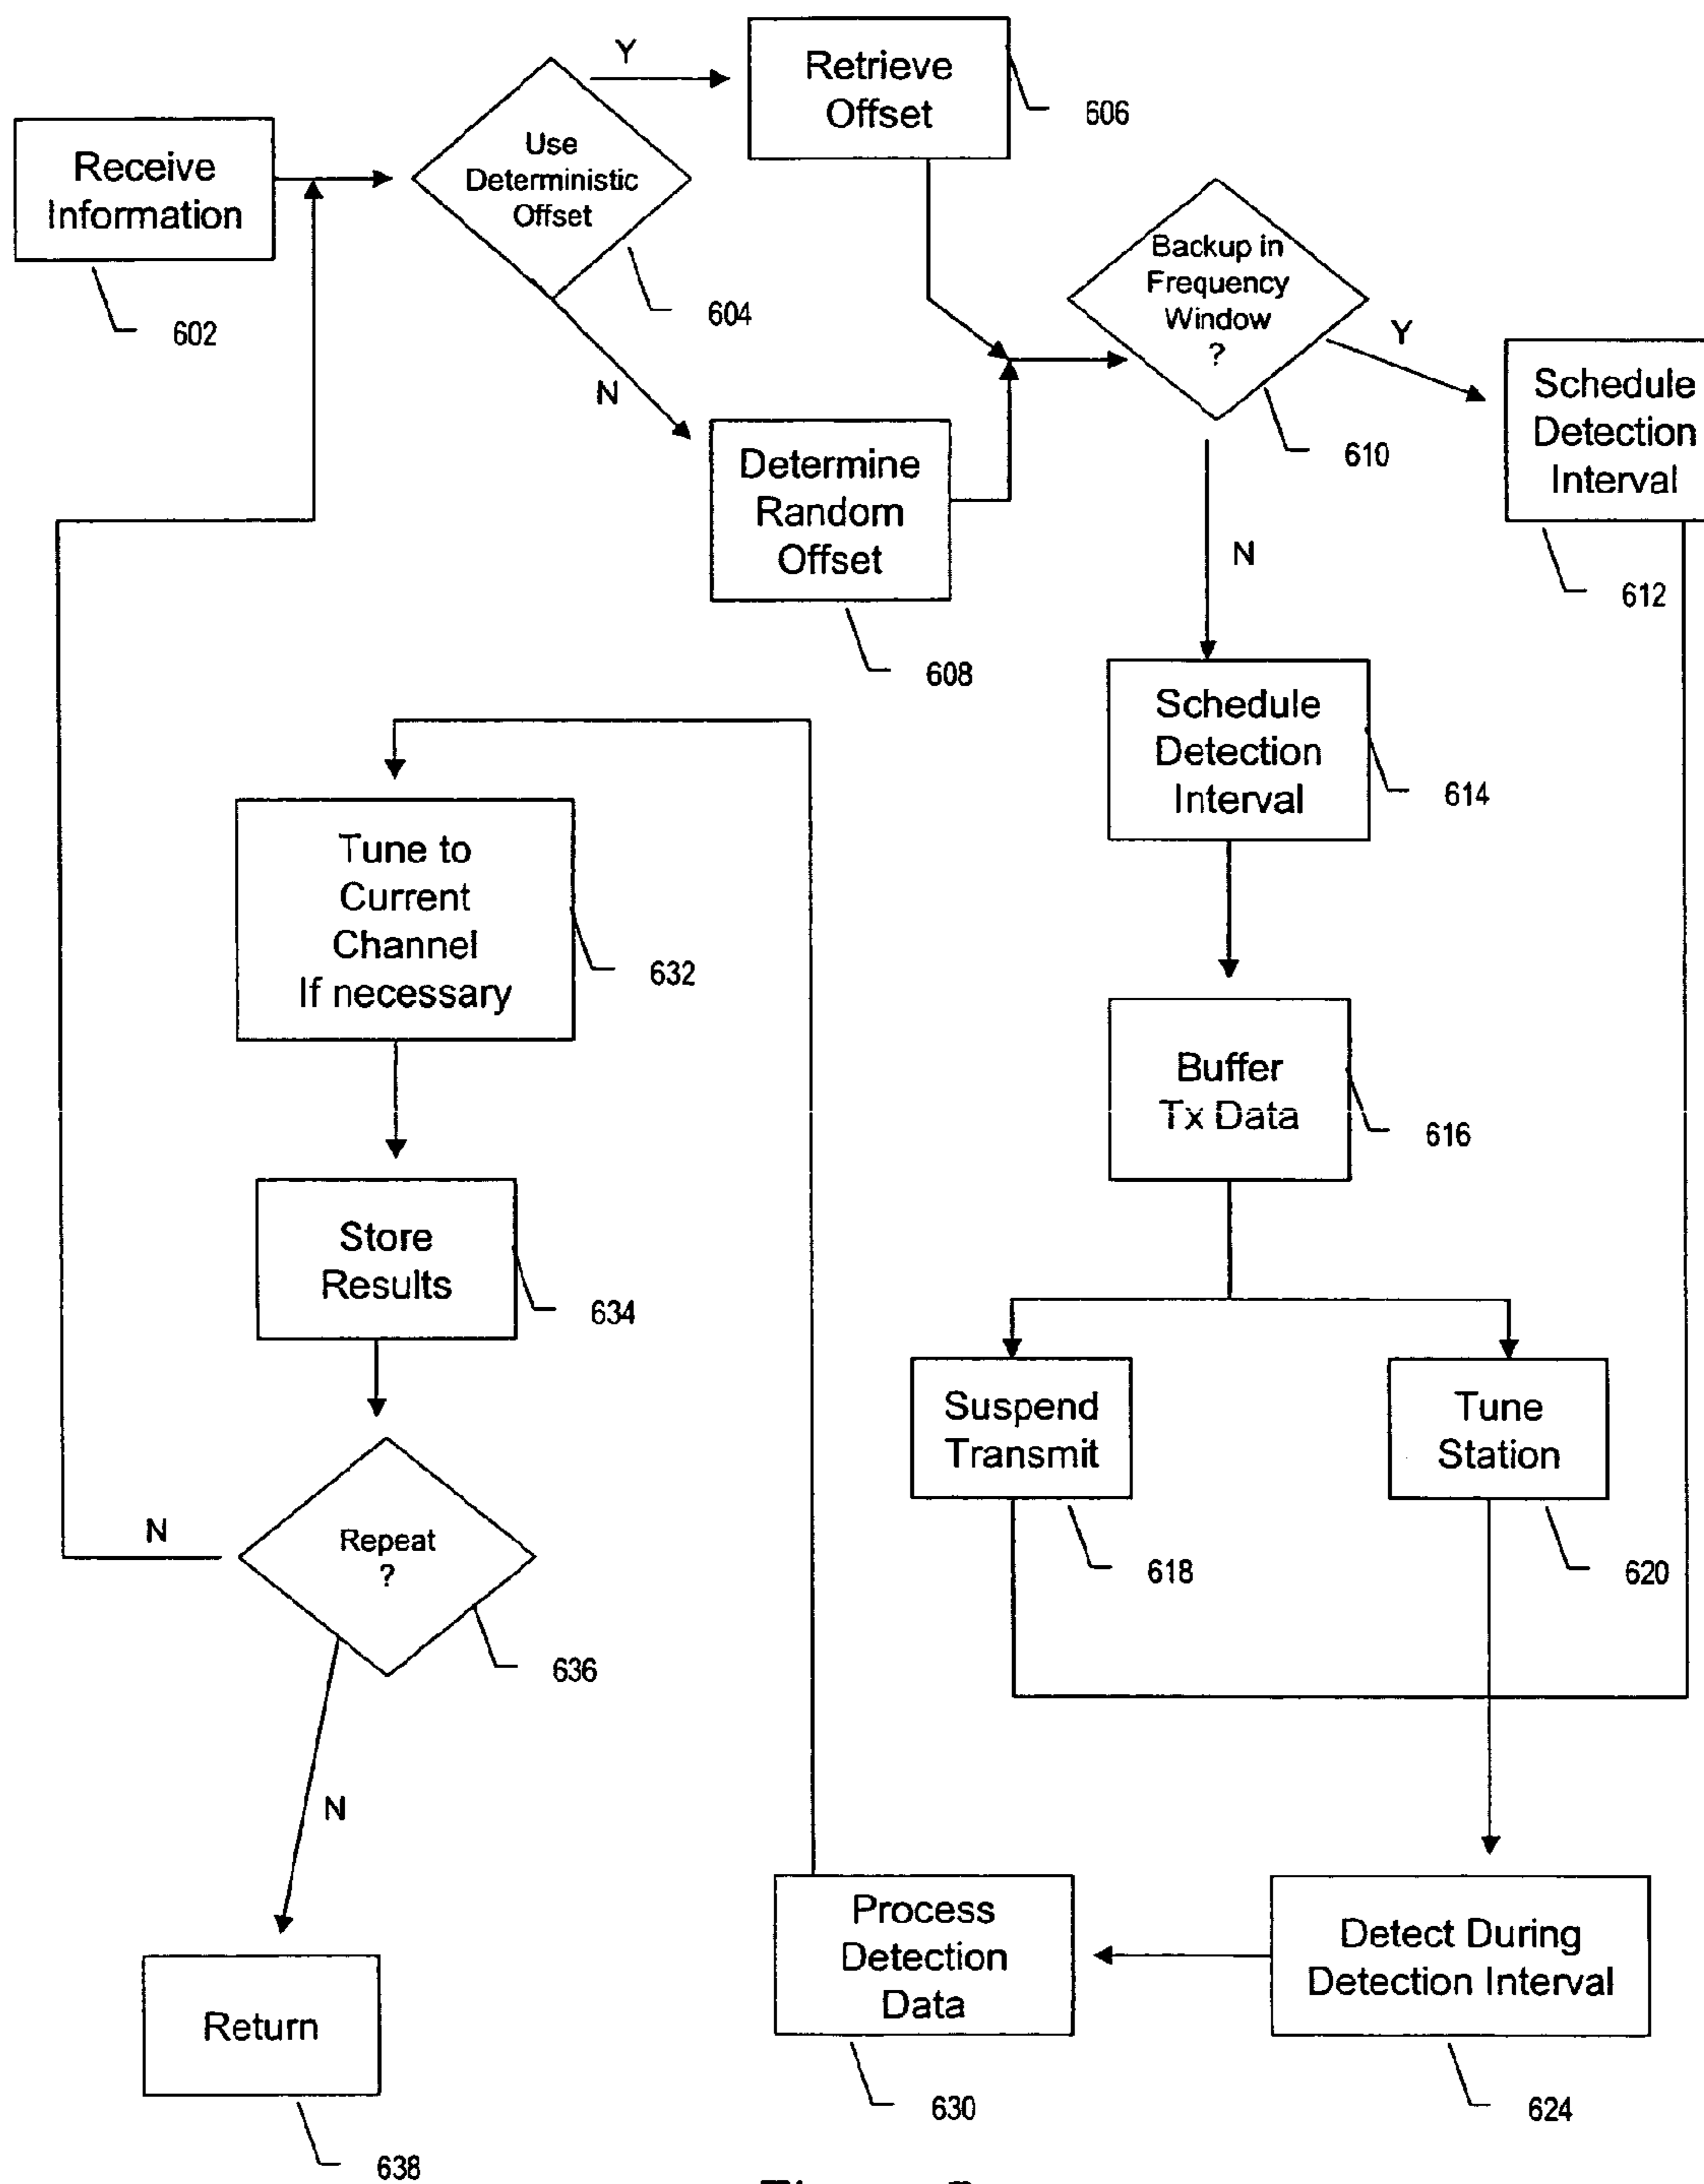 Receive
Information
602
Use
Deterministic
Offset
604
Y
N
Retrieve
Offset
606
Determine
Random
Offset
608
Backup in
Frequency
Window
?
610
Y
N
Schedule
Detection
Interval
612
Schedule
Detection
Interval
614
Buffer
Tx Data
616
Suspend
Transmit
618
Tune
Station
620
Detect During
Detection Interval
624
Process
Detection
Data
630
Tune to
Current
Channel
If necessary
632
Store
Results
634
Repeat
?
636
N
N
Return
638